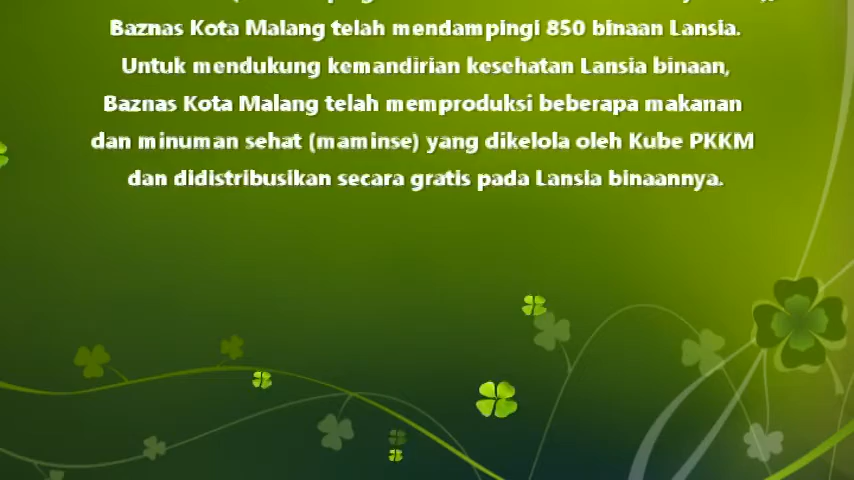 Baznas Kota Malang telah mendampingi 850 binaan Lansia.
Untuk mendukung kemandirian kesehatan Lansia binaan,
Baznas Kota Malang telah memproduksi beberapa makanan
dan minuman sehat (maminse) yang dikelola oleh Kube PKKM
dan didistribusikan secara gratis pada Lansia binaannya.